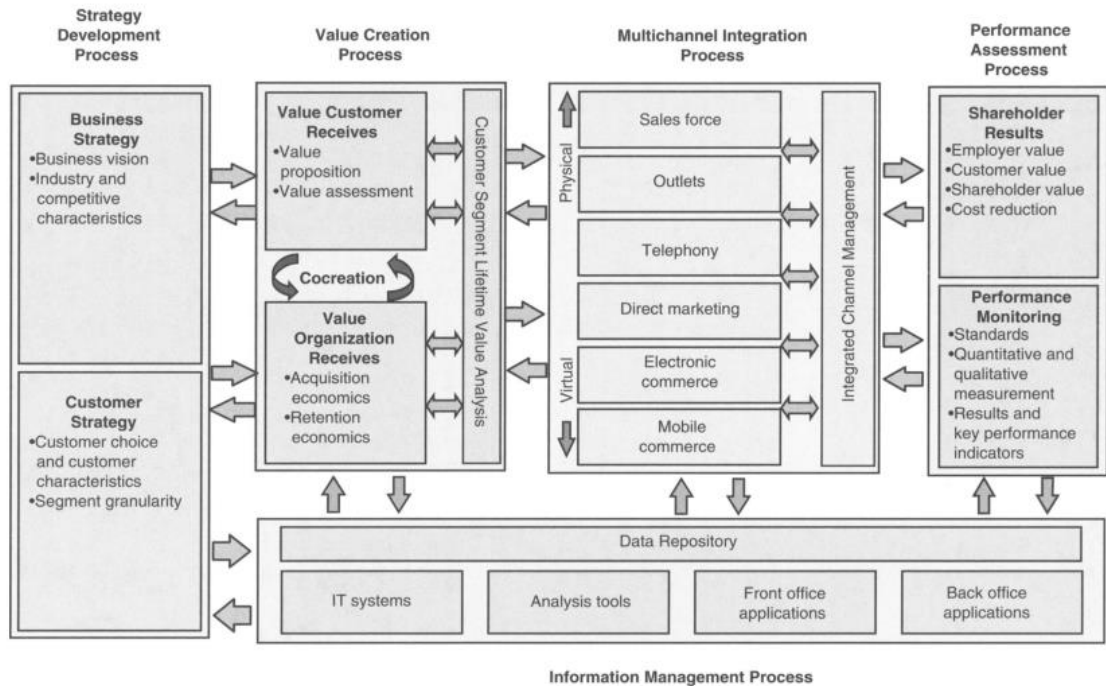 Strategy
Development
Process
Value Creation
Process
Multichannel Integration
Process
Performance
Assessment
Process
Business
Strategy
•Business vision
•Industry and
competitive
characteristics
Customer
Strategy
•Customer choice
and customer
characteristics
•Segment granularity
Value Customer
Receives
•Value
proposition
•Value assessment
Cocreation
Value
Organization
Receives
•Acquisition
economics
•Retention
economics
Customer Segment Lifetime Value Analysis
Physical
Virtual
Sales force
Outlets
Telephony
Direct marketing
Electronic
commerce
Mobile
commerce
Integrated Channel Management
Shareholder
Results
•Employer value
•Customer value
•Shareholder value
•Cost reduction
Performance
Monitoring
•Standards
•Quantitative and
qualitative
measurement
•Results and
key performance
indicators
Data Repository
IT systems
Analysis tools
Front office
applications
Back office
applications
Information Management Process